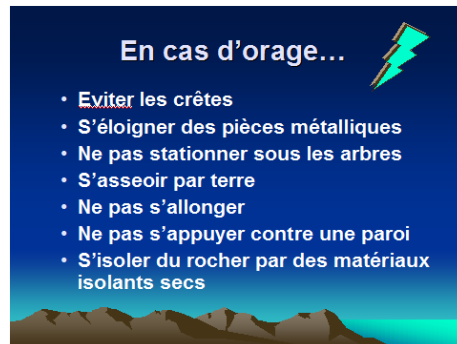 En cas d'orage...
• Eviter les crêtes
• S'éloigner des pièces métalliques
• Ne pas stationner sous les arbres
• S'asseoir par terre
• Ne pas s'allonger
• Ne pas s'appuyer contre une paroi
• S'isoler du rocher par des matériaux
isolants secs